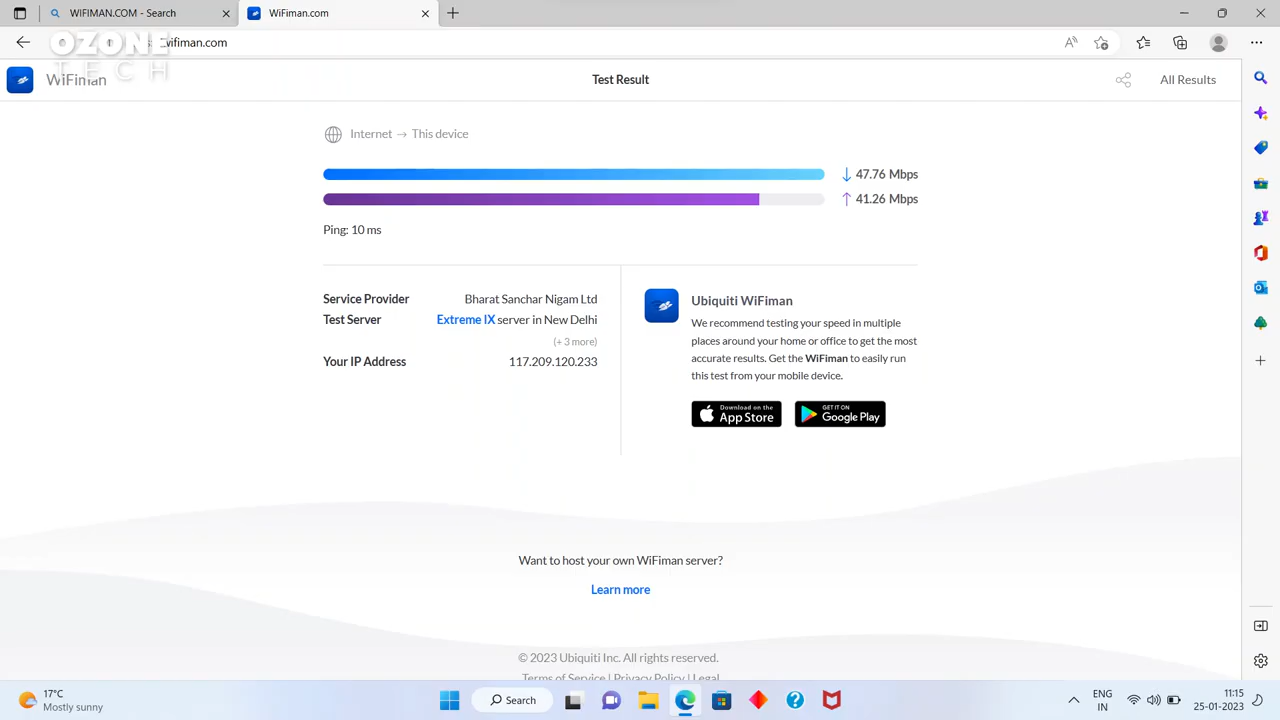 WIFIMAN.COM - Search
WiFiman.com
wifiman.com
OZONE
TECH
WiFiman
Test Result
All Results
Internet → This device
↓ 47.76 Mbps
↑ 41.26 Mbps
Ping: 10 ms
Service Provider Bharat Sanchar Nigam Ltd
Test Server Extreme IX server in New Delhi
(+ 3 more)
Your IP Address 117.209.120.233
Ubiquiti WiFiman
We recommend testing your speed in multiple
places around your home or office to get the most
accurate results. Get the WiFiman to easily run
this test from your mobile device.
Download on the
App Store
GET IT ON
Google Play
Want to host your own WiFiman server?
Learn more
© 2023 Ubiquiti Inc. All rights reserved.
Terms of Service | Privacy Policy | Legal
17°C
Mostly sunny
Search
ENG
IN
11:15
25-01-2023